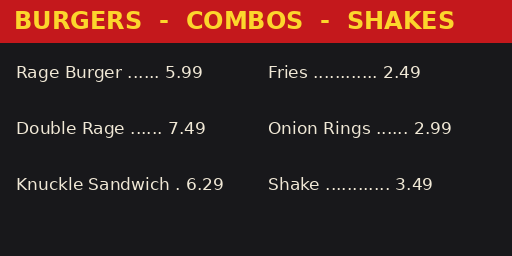 BURGERS - COMBOS - SHAKES
Rage Burger ...... 5.99
Fries ............ 2.49
Double Rage ...... 7.49
Onion Rings ...... 2.99
Knuckle Sandwich . 6.29
Shake ............ 3.49